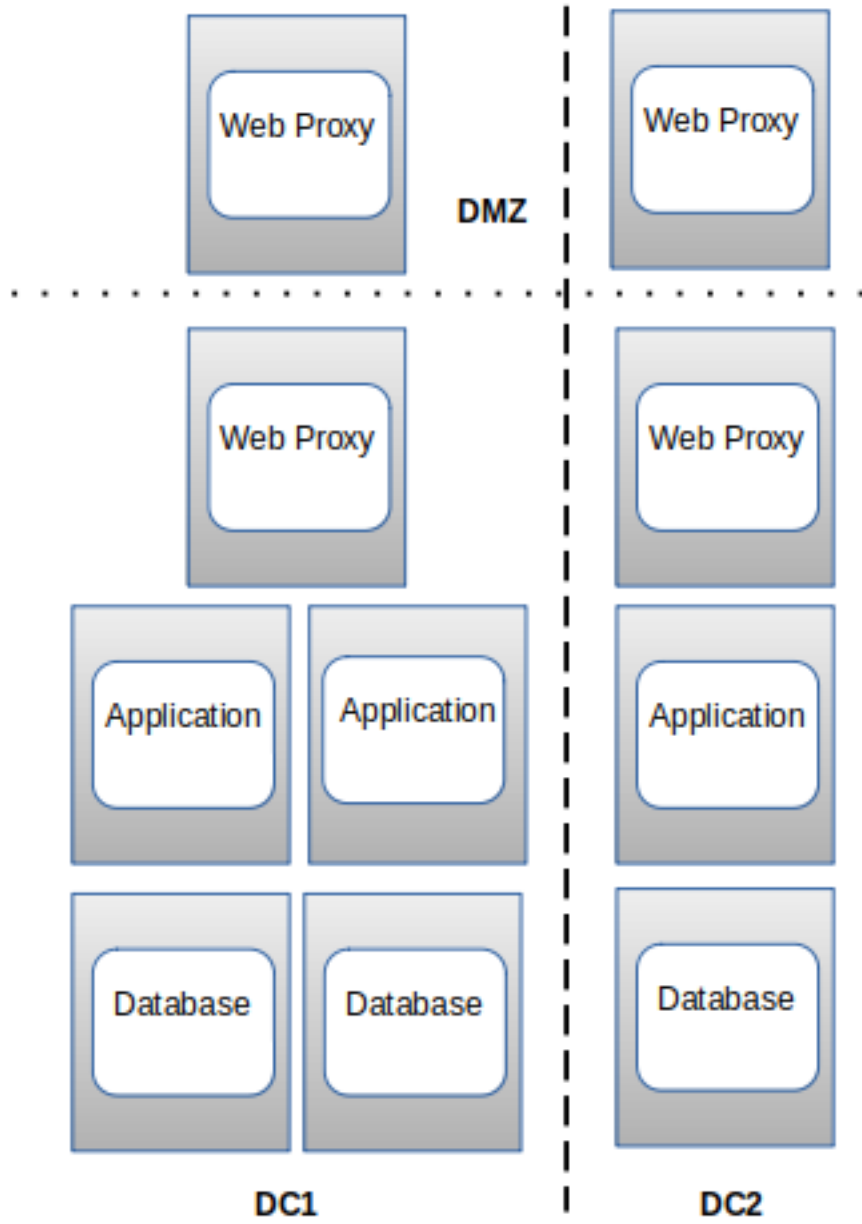 Web Proxy
Web Proxy
DMZ
Web Proxy
Web Proxy
Application
Application
Application
Database
Database
Database
DC1
DC2